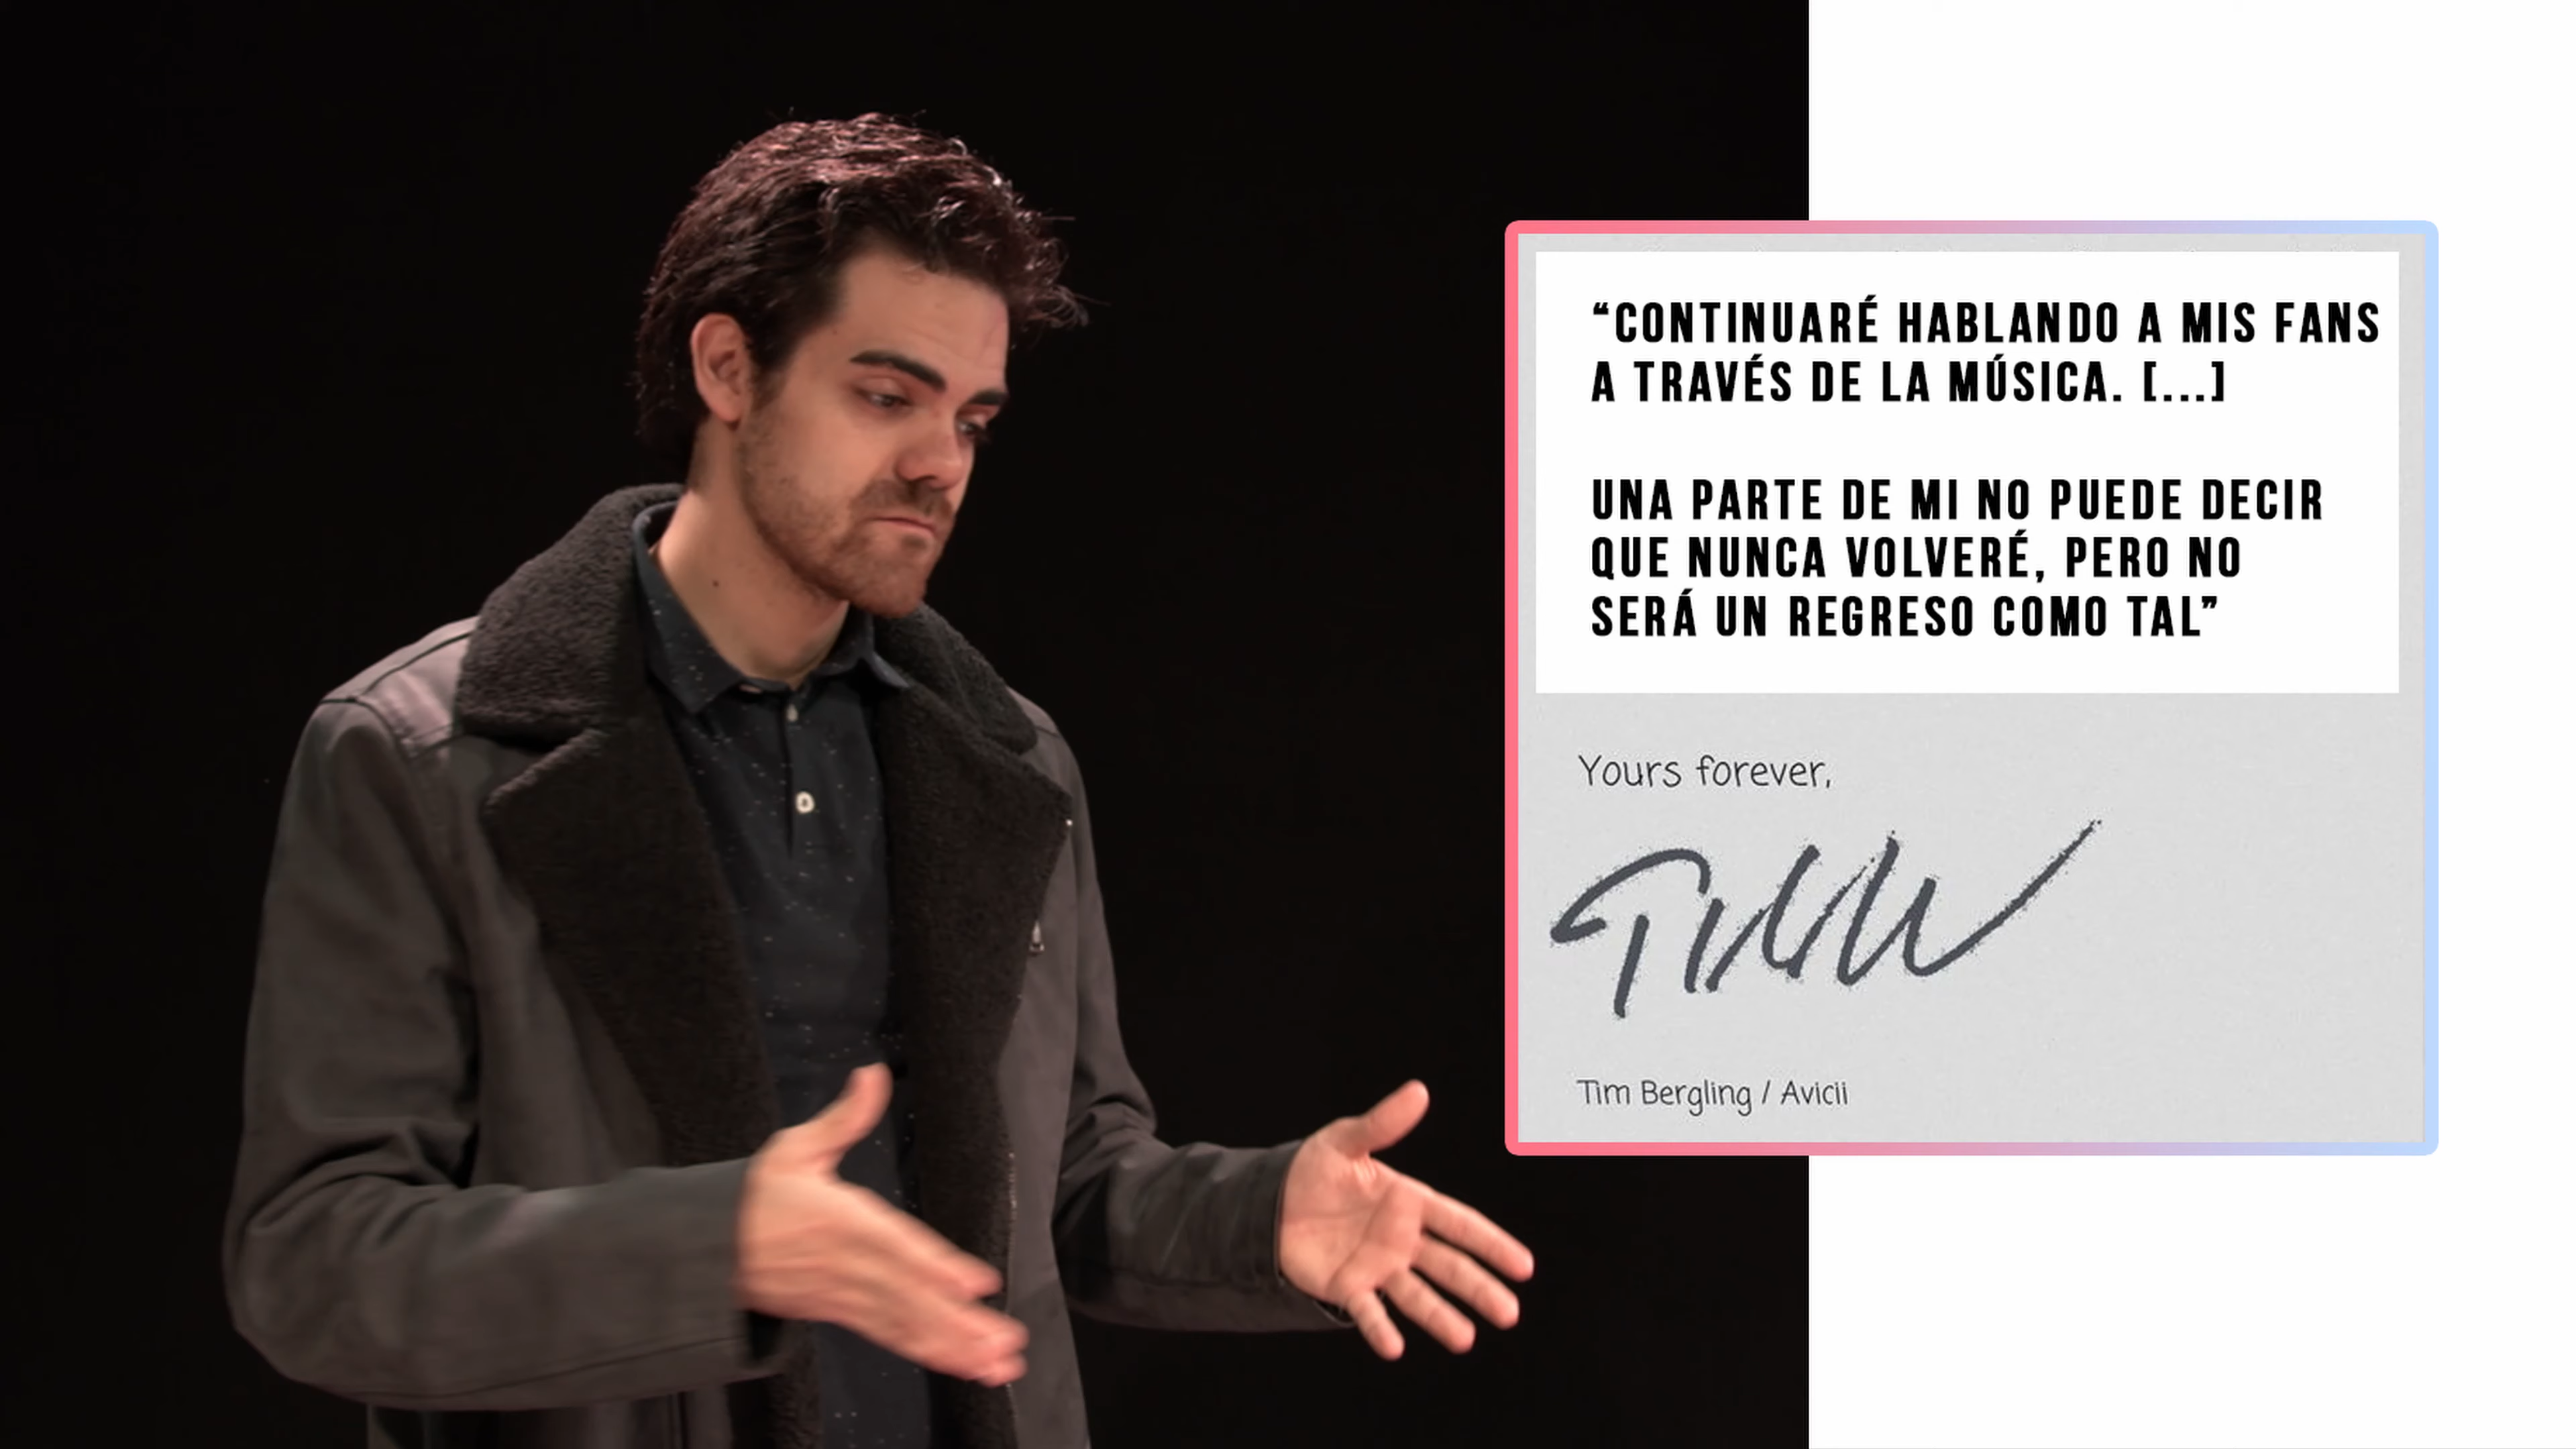 “CONTINUARÉ HABLANDO A MIS FANS
A TRAVÉS DE LA MÚSICA. [...]
UNA PARTE DE MI NO PUEDE DECIR
QUE NUNCA VOLVERÉ, PERO NO
SERÁ UN REGRESO COMO TAL”
Yours forever,
Tim Bergling / Avicii